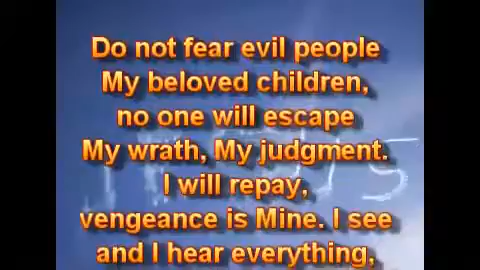 Do not fear evil people
My beloved children,
no one will escape
My wrath, My judgment.
I will repay,
vengeance is Mine. I see
and I hear everything,